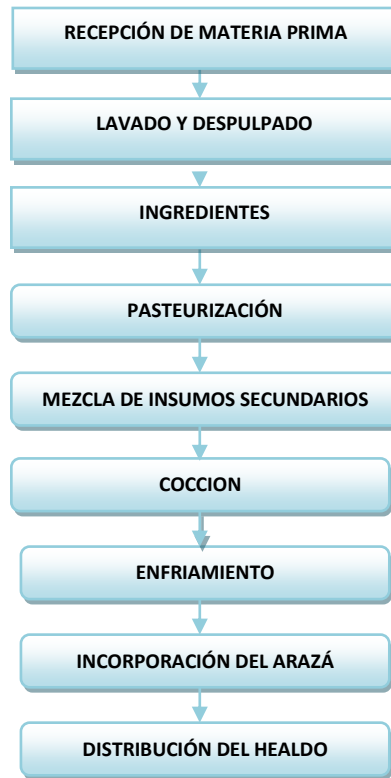 RECEPCIÓN DE MATERIA PRIMA
LAVADO Y DESPULPADO
INGREDIENTES
PASTEURIZACIÓN
MEZCLA DE INSUMOS SECUNDARIOS
COCCION
ENFRIAMIENTO
INCORPORACIÓN DEL ARAZÁ
DISTRIBUCIÓN DEL HEALDO